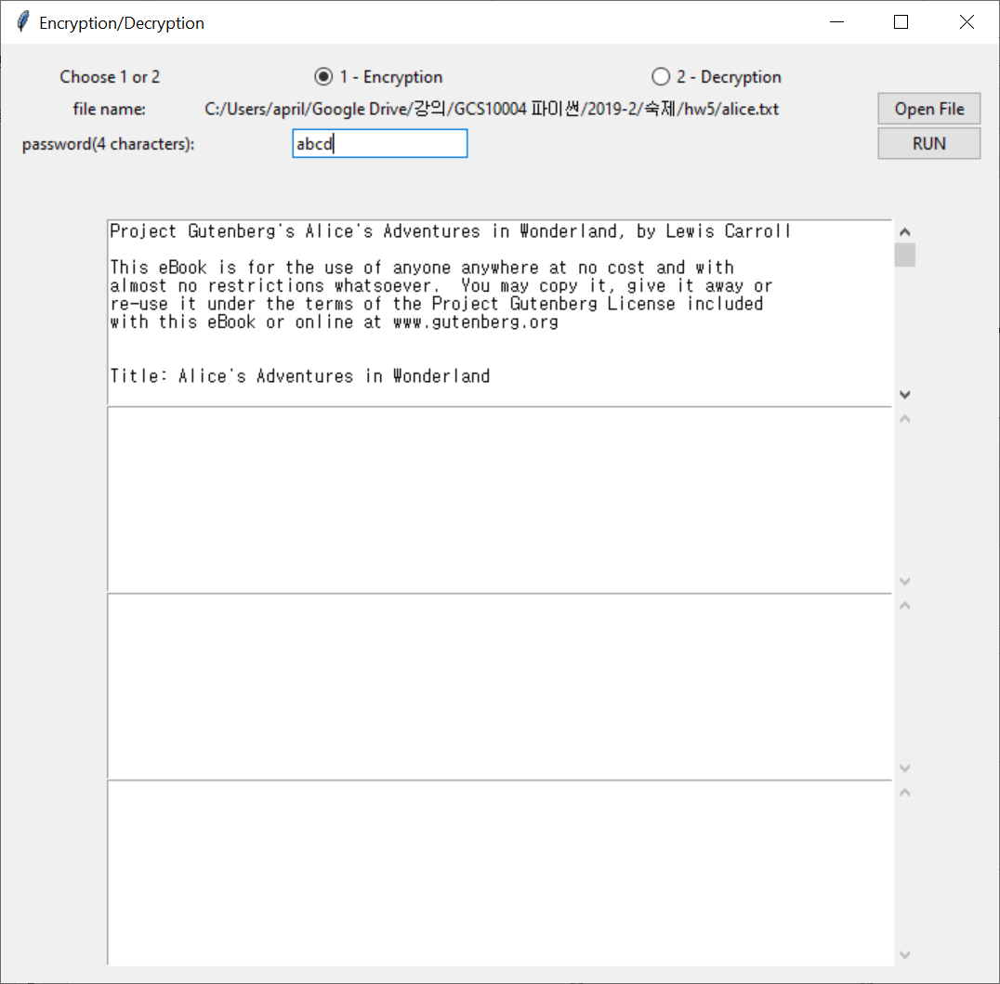 Encryption/Decryption
Choose 1 or 2 1 - Encryption 2 - Decryption
file name: C:/Users/april/Google Drive/강의/GCS10004 파이썬/2019-2/숙제/hw5/alice.txt Open File
password(4 characters): abcd RUN
Project Gutenberg's Alice's Adventures in Wonderland, by Lewis Carroll
This eBook is for the use of anyone anywhere at no cost and with
almost no restrictions whatsoever.  You may copy it, give it away or
re-use it under the terms of the Project Gutenberg License included
with this eBook or online at www.gutenberg.org
Title: Alice's Adventures in Wonderland